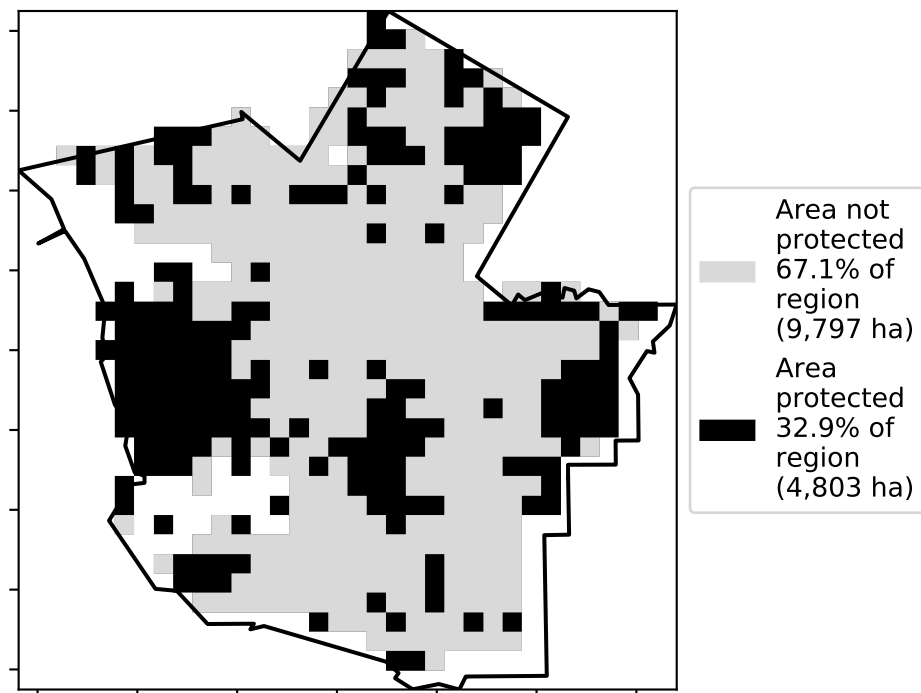 Area not
protected
67.1% of
region
(9,797 ha)
Area
protected
32.9% of
region
(4,803 ha)